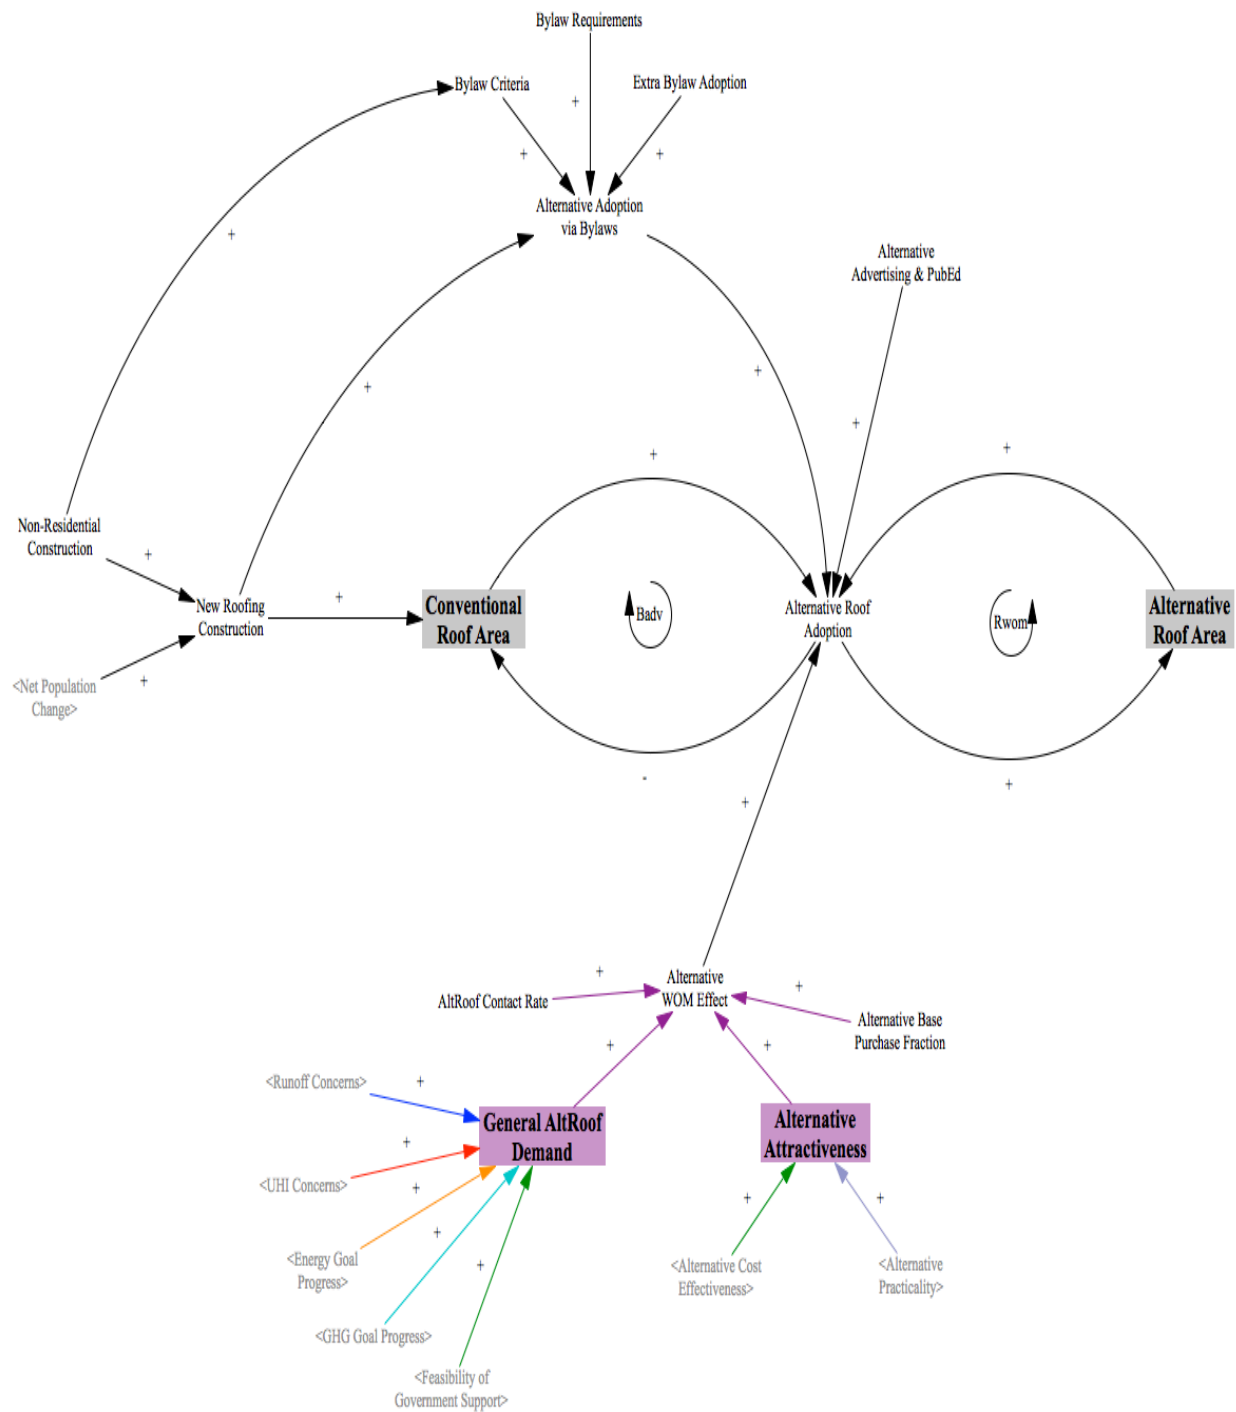 Bylaw Requirements
Bylaw Criteria
Extra Bylaw Adoption
+
+
+
Alternative Adoption
via Bylaws
+
Alternative
Advertising & PubEd
+
+
+
+
+
Non-Residential
Construction
+
+
New Roofing
Construction
Conventional
Roof Area
Badv
Alternative Roof
Adoption
Rwom
Alternative
Roof Area
<Net Population
Change>
+
-
+
+
+
Alternative
WOM Effect
+
AltRoof Contact Rate
Alternative Base
Purchase Fraction
+
+
<Runoff Concerns>
+
General AltRoof
Demand
Alternative
Attractiveness
+
<UHI Concerns>
+
+
+
+
<Energy Goal
Progress>
+
<Alternative Cost
Effectiveness>
<Alternative
Practicality>
<GHG Goal Progress>
<Feasibility of
Government Support>